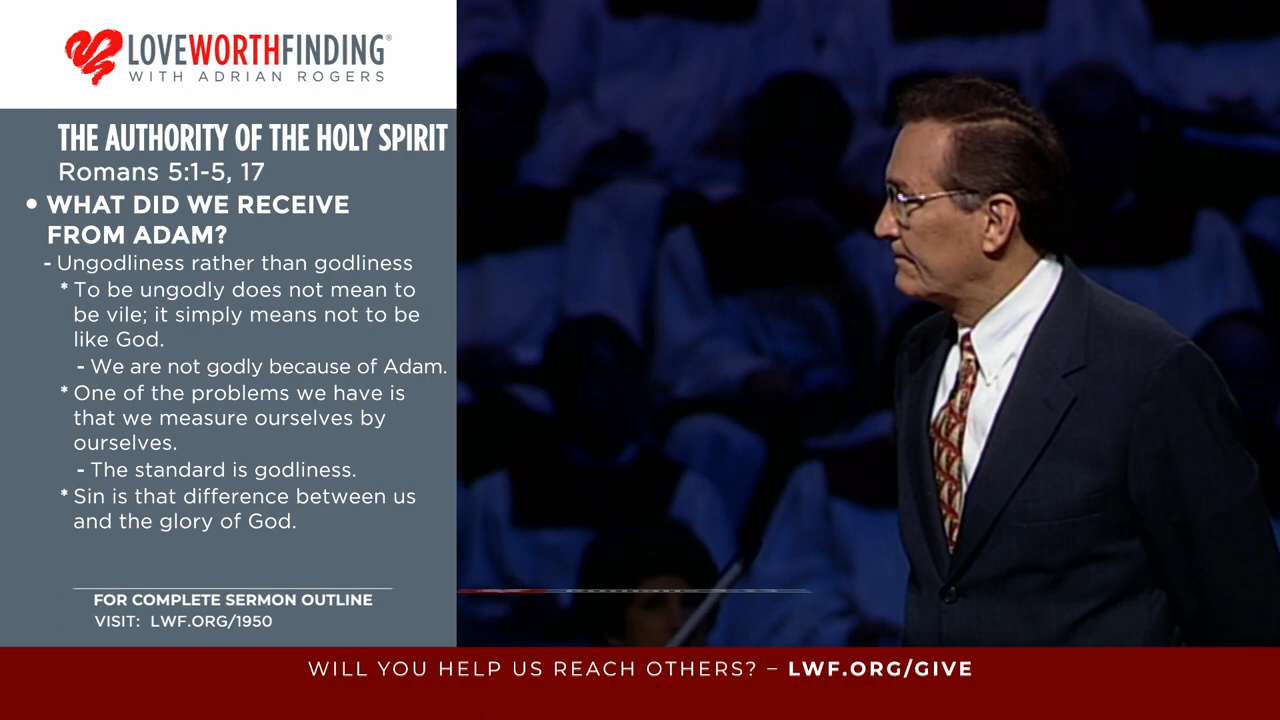 LOVEWORTHFINDING®
WITH ADRIAN ROGERS
THE AUTHORITY OF THE HOLY SPIRIT
Romans 5:1-5, 17
• WHAT DID WE RECEIVE
FROM ADAM?
- Ungodliness rather than godliness
* To be ungodly does not mean to
be vile; it simply means not to be
like God.
- We are not godly because of Adam.
* One of the problems we have is
that we measure ourselves by
ourselves.
- The standard is godliness.
* Sin is that difference between us
and the glory of God.
FOR COMPLETE SERMON OUTLINE
VISIT: LWF.ORG/1950
WILL YOU HELP US REACH OTHERS? – LWF.ORG/GIVE